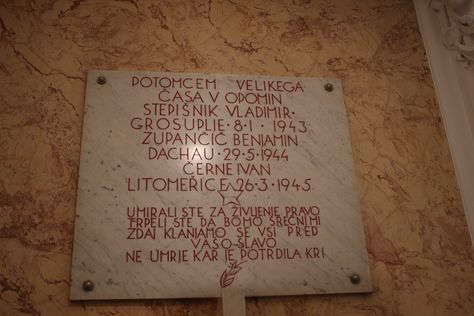 POTOMCEM VELIKEGA
ČASA V OPOMIN
STEPIŠNIK VLADIMIR·
GROSUPLJE·8·1·1943
ZUPANČIČ BENJAMIN
DACHAU·29·5·1944
ČERNE IVAN
LITOMERICE 26·3·1945
UMIRALI STE ZA ŽIVLJENJE PRAVO
TRPELI STE DA BOMO SREČNI MI
ZDAJ KLANJAMO SE VSI PRED
VAŠO SLAVO
NE UMRJE KAR JE POTRDILA KRI